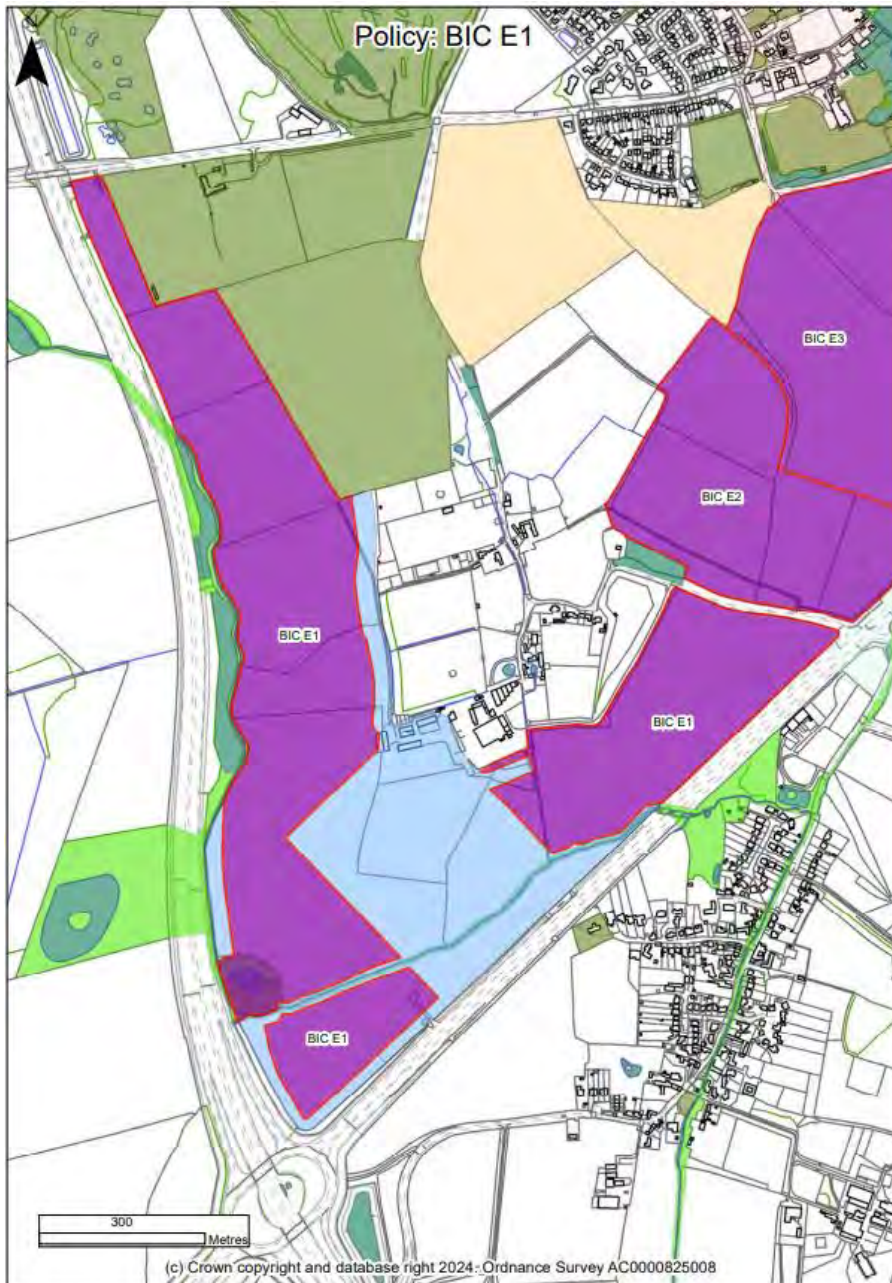 Policy: BIC E1
BIC E3
BIC E2
BIC E1
BIC E1
BIC E1
300
Metres
(c) Crown copyright and database right 2024. Ordnance Survey AC0000825008